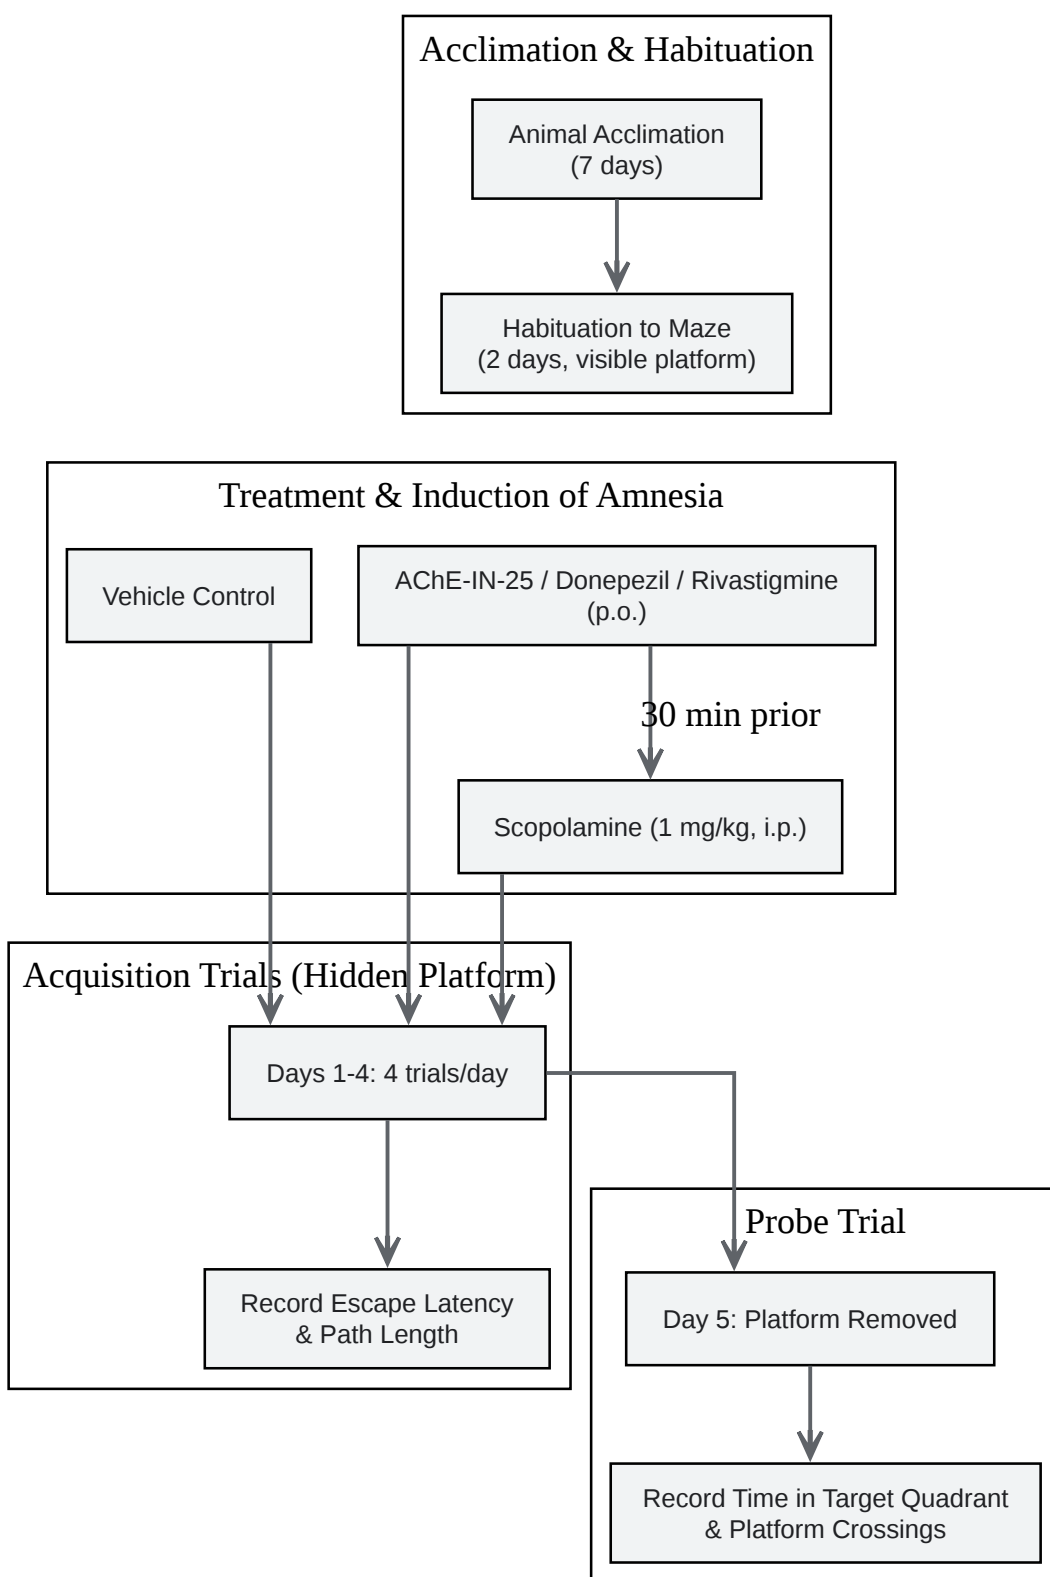 Acclimation & Habituation
Animal Acclimation
(7 days)
Habituation to Maze
(2 days, visible platform)
Treatment & Induction of Amnesia
Vehicle Control
AChE-IN-25 / Donepezil / Rivastigmine
(p.o.)
30 min prior
Scopolamine (1 mg/kg, i.p.)
Acquisition Trials (Hidden Platform)
Days 1-4: 4 trials/day
Record Escape Latency
& Path Length
Probe Trial
Day 5: Platform Removed
Record Time in Target Quadrant
& Platform Crossings